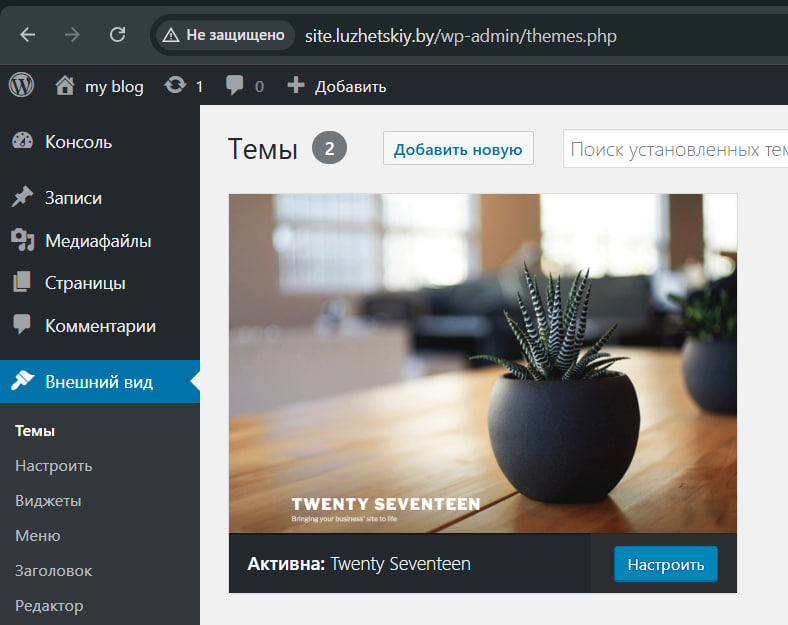 Не защищено site.luzhetskiy.by/wp-admin/themes.php
my blog 1 0 Добавить
Консоль
Записи
Медиафайлы
Страницы
Комментарии
Внешний вид
Темы
Настроить
Виджеты
Меню
Заголовок
Редактор
Темы 2 Добавить новую Поиск установленных тем
TWENTY SEVENTEEN
Bringing your business' site to life
Активна: Twenty Seventeen Настроить